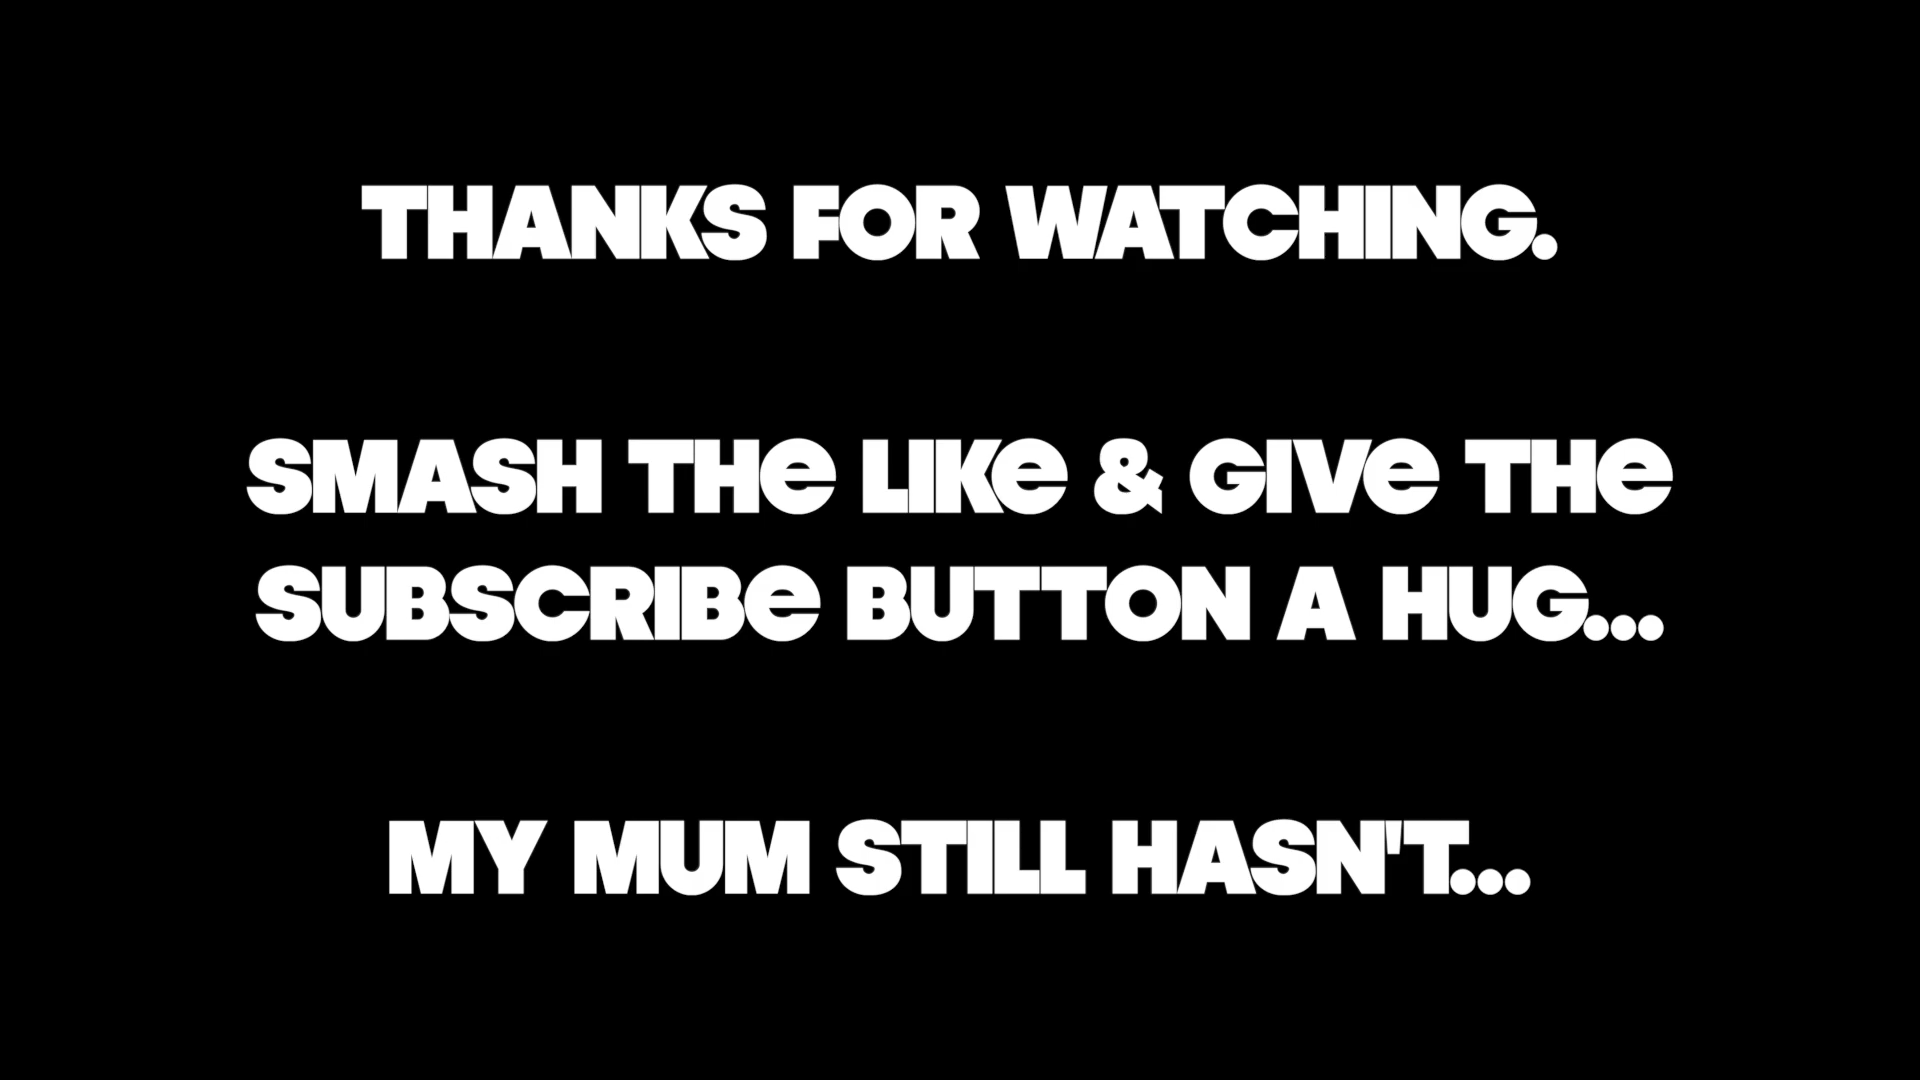 THANKS FOR WATCHING.
SMASH THe LIKe & GIVe THe
SUBSCRIBe BUTTON A HUG...
MY MUM STILL HASN'T...